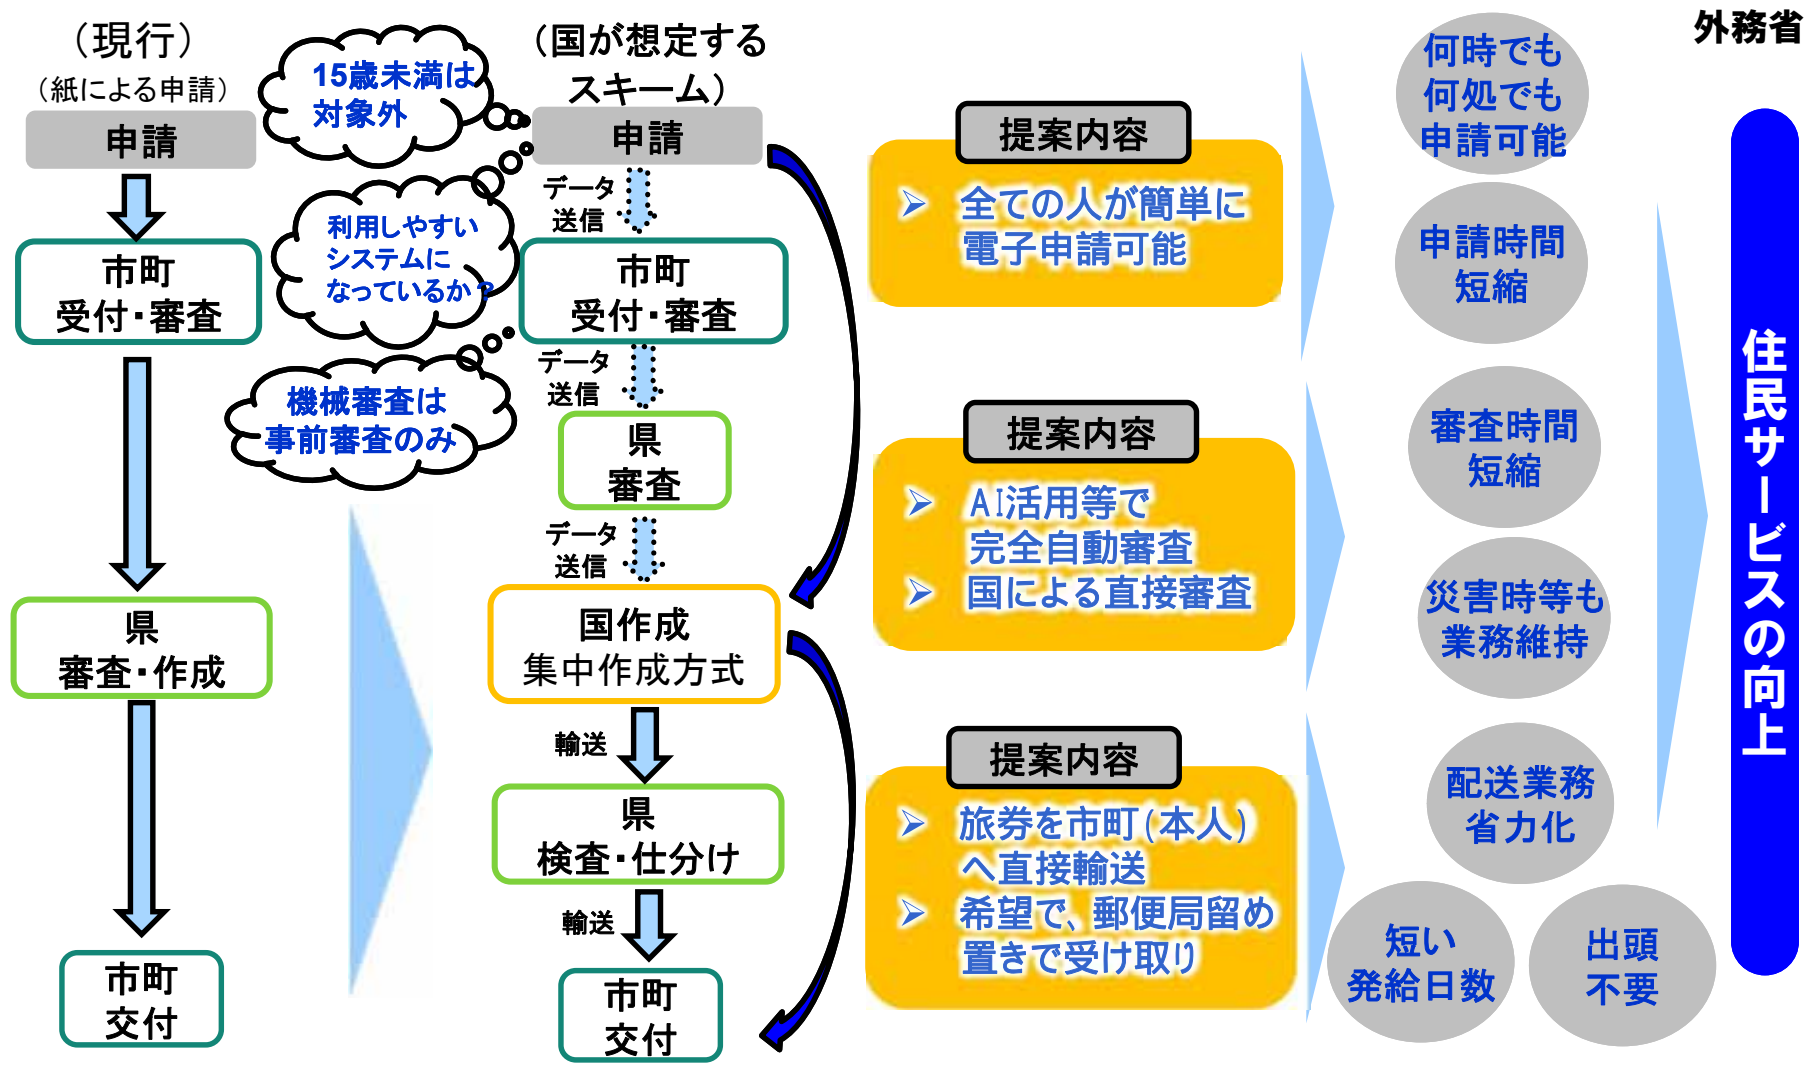 （現行）
（紙による申請）
申請
市町
受付・審査
県
審査・作成
市町
交付
15歳未満は
対象外
利用しやすい
システムに
なっているか？
機械審査は
事前審査のみ
（国が想定する
スキーム）
申請
データ
送信
市町
受付・審査
データ
送信
県
審査
データ
送信
国作成
集中作成方式
輸送
県
検査・仕分け
輸送
市町
交付
提案内容
➢ 全ての人が簡単に
電子申請可能
提案内容
➢ AI活用等で
完全自動審査
➢ 国による直接審査
提案内容
➢ 旅券を市町(本人)
へ直接輸送
➢ 希望で、郵便局留め
置きで受け取り
何時でも
何処でも
申請可能
申請時間
短縮
審査時間
短縮
災害時等も
業務維持
配送業務
省力化
短い
発給日数
出頭
不要
外務省
住民サービスの向上